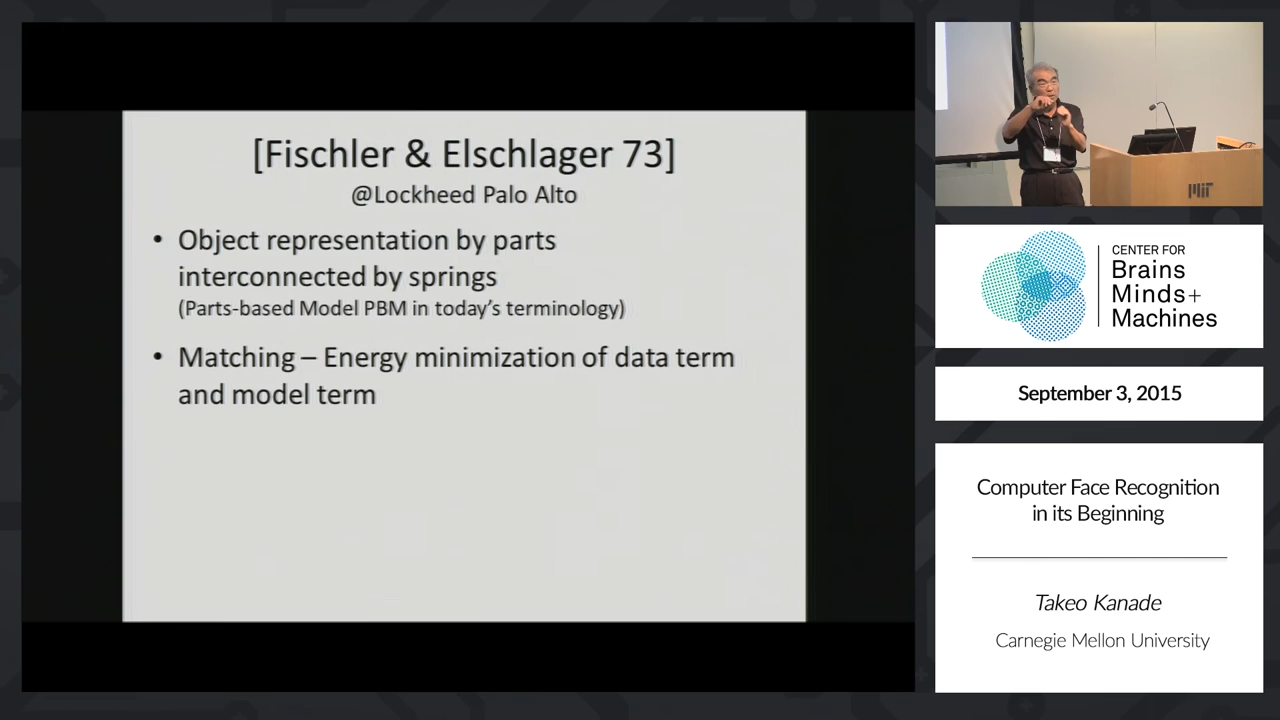 [Fischler & Elschlager 73]
@Lockheed Palo Alto
• Object representation by parts
interconnected by springs
(Parts-based Model PBM in today's terminology)
• Matching – Energy minimization of data term
and model term
MIT
CENTER FOR
Brains
Minds+
Machines
September 3, 2015
Computer Face Recognition
in its Beginning
Takeo Kanade
Carnegie Mellon University